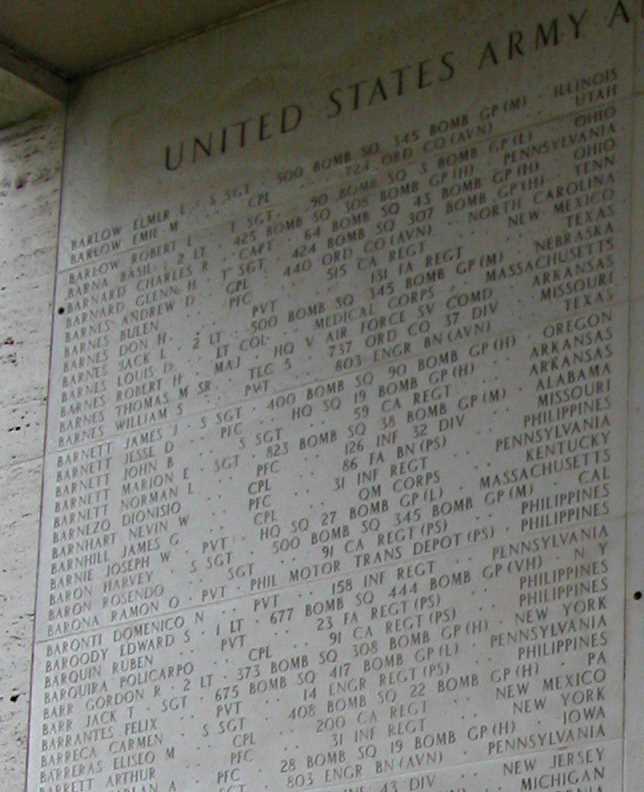 UNITED STATES ARMY A
BARLOW ELMER L · S SGT · 500 BOMB SQ 345 BOMB GP(M) · ILLINOIS
BARLOW EMIE M · CPL · 724 ORD CO (AVN) · UTAH
BARLOW ROBERT L · T SGT · 90 BOMB SQ 3 BOMB GP(L) · OHIO
BARNA BASIL · 2 LT · 425 BOMB SQ 308 BOMB GP(H) · PENNSYLVANIA
BARNARD CHARLES R · CAPT · 64 BOMB SQ 43 BOMB GP(H) · OHIO
BARNARD GLENN H · T SGT · 424 BOMB SQ 307 BOMB GP(H) · TENN
BARNES ANDREW D · CPL · 440 ORD CO (AVN) · NORTH CAROLINA
BARNES BULEN · PFC · 515 CA REGT · NEW MEXICO
BARNES DON H · PVT · 131 FA REGT · TEXAS
BARNES JACK L · 2 LT · 500 BOMB SQ 345 BOMB GP(M) · NEBRASKA
BARNES LOUIS D · LT COL · MEDICAL CORPS · MASSACHUSETTS
BARNES ROBERT H · MAJ · HQ V AIR FORCE SV COMD · ARKANSAS
BARNES THOMAS M SR · TEC 5 · 737 ORD CO 37 DIV · MISSOURI
BARNES WILLIAM S · PVT · 803 ENGR BN (AVN) · TEXAS
BARNETT JAMES J · S SGT · 400 BOMB SQ 90 BOMB GP(H) · OREGON
BARNETT JESSE D · PFC · HQ SQ 19 BOMB GP(H) · ARKANSAS
BARNETT JOHN B · S SGT · 59 CA REGT · ARKANSAS
BARNETT MARION E · SGT · 823 BOMB SQ 38 BOMB GP(M) · ALABAMA
BARNETT NORMAN L · PFC · 126 INF 32 DIV · MISSOURI
BARNEZO DIONISIO · CPL · 86 FA BN (PS) · PHILIPPINES
BARNHART NEVIN W · PFC · 31 INF REGT · PENNSYLVANIA
BARNHILL JAMES G · CPL · QM CORPS · KENTUCKY
BARNIE JOSEPH W · PVT · HQ SQ 27 BOMB GP(L) · MASSACHUSETTS
BARON HARVEY · S SGT · 500 BOMB SQ 345 BOMB GP(M) · CAL
BARON ROSENDO · SGT · 91 CA REGT (PS) · PHILIPPINES
BARONA RAMON O · PVT · PHIL MOTOR TRANS DEPOT (PS) · PHILIPPINES
BARONTI DOMENICO N · PVT · 158 INF REGT · PENNSYLVANIA
BAROODY EDWARD S · 1 LT · 677 BOMB SQ 444 BOMB GP(VH) · N Y
BARQUIN RUBEN · PVT · 23 FA REGT (PS) · PHILIPPINES
BARQUIRA POLICARPO · CPL · 91 CA REGT (PS) · PHILIPPINES
BARR GORDON R · 2 LT · 373 BOMB SQ 308 BOMB GP(H) · NEW YORK
BARR JACK T · SGT · 675 BOMB SQ 417 BOMB GP(L) · PENNSYLVANIA
BARRANTES FELIX · PVT · 14 ENGR REGT (PS) · PHILIPPINES
BARRECA CARMEN · S SGT · 408 BOMB SQ 22 BOMB GP(H) · PA
BARRERAS ELISEO M · CPL · 200 CA REGT · NEW MEXICO
BARRETT ARTHUR · PFC · 31 INF REGT · NEW YORK
A · PFC · 28 BOMB SQ 19 BOMB GP(H) · IOWA
SGT · 803 ENGR BN (AVN) · PENNSYLVANIA
INF 43 DIV · NEW JERSEY
MICHIGAN